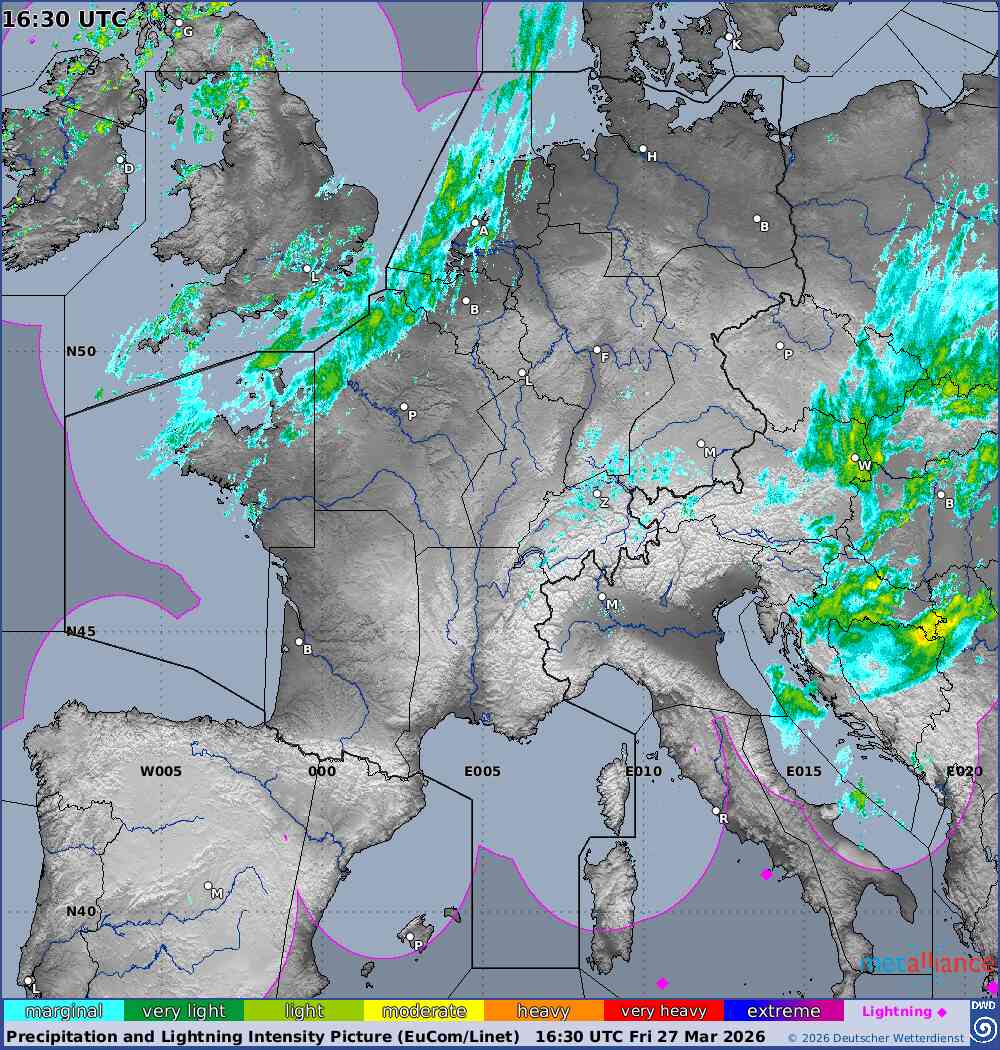 16:30 UTC
G
K
N55
D
H
B
A
L
B
N50
F
P
L
P
M
W
Z
B
M
N45
B
W005
000
E005
E010
E015
E020
R
M
N40
P
L
metalliance
marginal very light light moderate heavy very heavy extreme Lightning
DWD
Precipitation and Lightning Intensity Picture (EuCom/Linet) 16:30 UTC Fri 27 Mar 2026 © 2026 Deutscher Wetterdienst